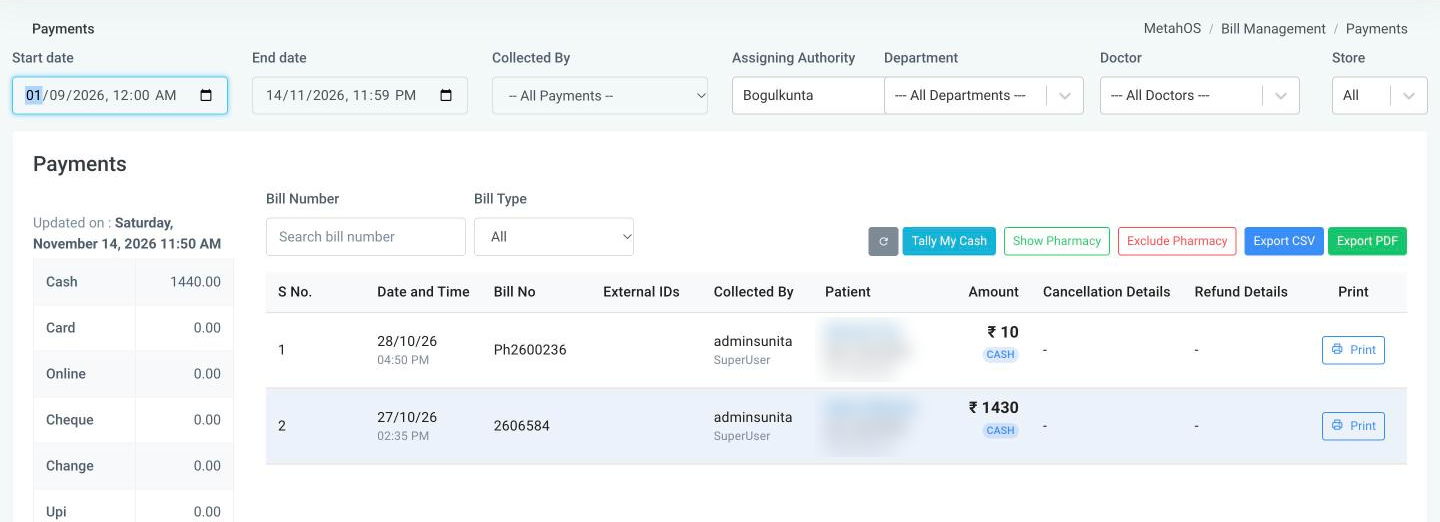 Payments
MetahOS / Bill Management / Payments
Start date
End date
Collected By
Assigning Authority
Department
Doctor
Store
01/09/2026, 12:00 AM
14/11/2026, 11:59 PM
-- All Payments --
Bogulkunta
--- All Departments ---
--- All Doctors ---
All
Payments
Updated on : Saturday,
November 14, 2026 11:50 AM
Cash 1440.00
Card 0.00
Online 0.00
Cheque 0.00
Change 0.00
Upi 0.00
Bill Number
Bill Type
Search bill number
All
Tally My Cash
Show Pharmacy
Exclude Pharmacy
Export CSV
Export PDF
S No. Date and Time Bill No External IDs Collected By Patient Amount Cancellation Details Refund Details Print
1 28/10/26 Ph2600236 adminsunita ₹ 10 - - Print
04:50 PM SuperUser CASH
2 27/10/26 2606584 adminsunita ₹ 1430 - - Print
02:35 PM SuperUser CASH